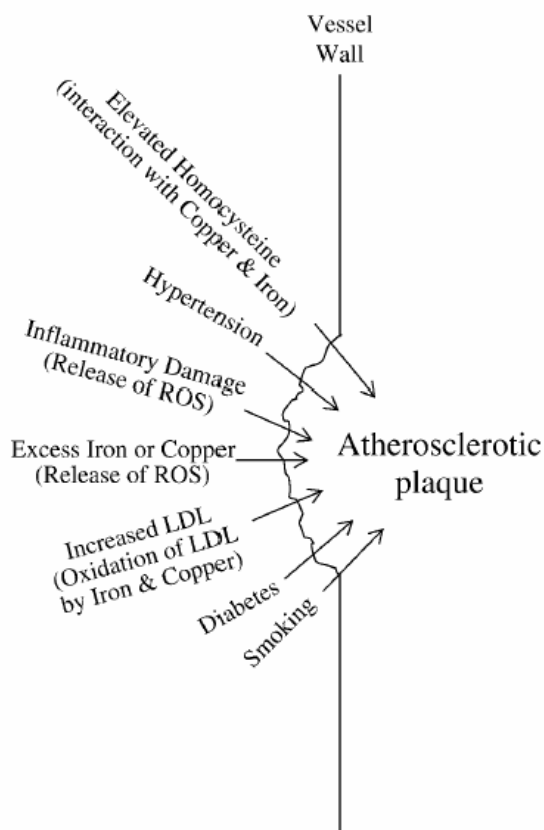 Vessel
Wall
Elevated Homocysteine
(interaction with
Copper & Iron)
Hypertension
Inflammatory Damage
(Release of ROS)
Excess Iron or Copper
(Release of ROS)
Atherosclerotic
plaque
Increased LDL
(Oxidation of LDL
by Iron & Copper)
Diabetes
Smoking